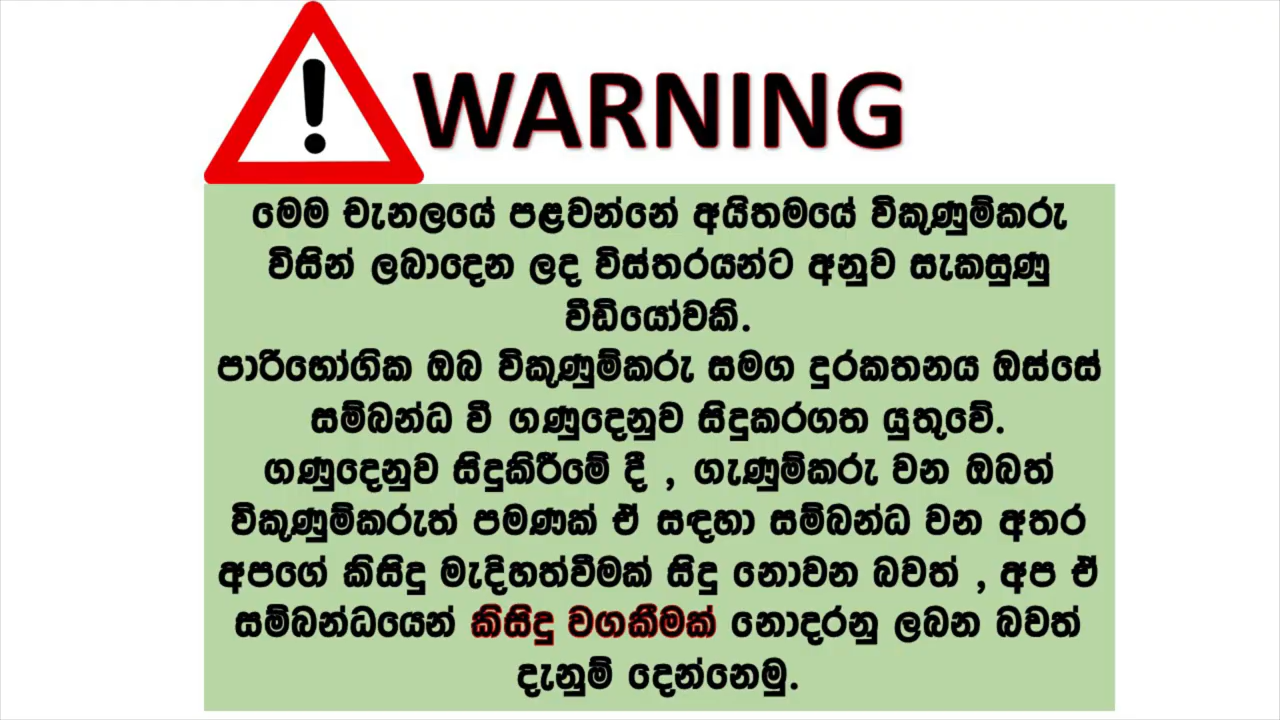 WARNING
මෙම චැනලයේ පළවන්නේ අයිතමයේ විකුණුම්කරු
විසින් ලබාදෙන ලද විස්තරයන්ට අනුව සැකසුණු
වීඩියෝවකි.
පාරිභෝගික ඔබ විකුණුම්කරු සමග දුරකතනය ඔස්සේ
සම්බන්ධ වී ගණුදෙනුව සිදුකරගත යුතුවේ.
ගණුදෙනුව සිදුකිරීමේ දී , ගැණුම්කරු වන ඔබත්
විකුණුම්කරුත් පමණක් ඒ සඳහා සම්බන්ධ වන අතර
අපගේ කිසිදු මැදිහත්වීමක් සිදු නොවන බවත් , අප ඒ
සම්බන්ධයෙන් කිසිදු වගකීමක් නොදරනු ලබන බවත්
දැනුම් දෙන්නෙමු.